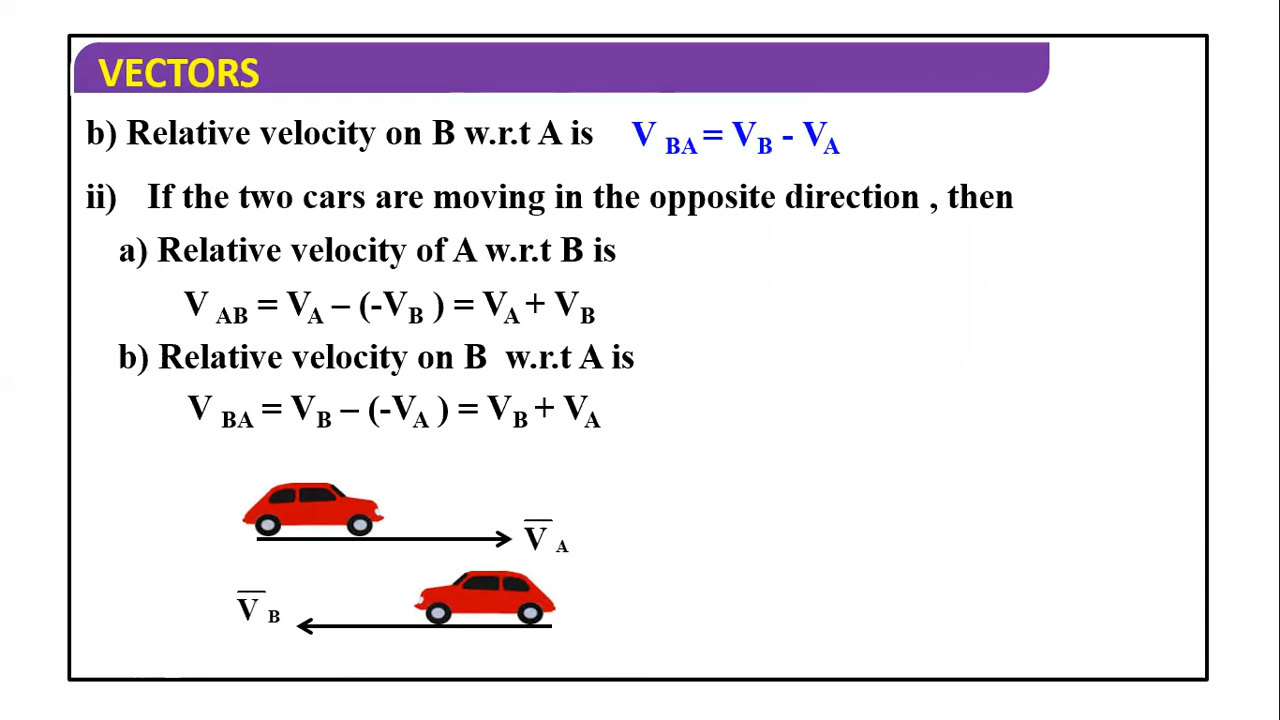 VECTORS
b) Relative velocity on B w.r.t A is V BA = VB - VA
ii) If the two cars are moving in the opposite direction , then
a) Relative velocity of A w.r.t B is
V AB = VA – (-VB ) = VA + VB
b) Relative velocity on B w.r.t A is
V BA = VB – (-VA ) = VB + VA
V̅ A
V̅ B